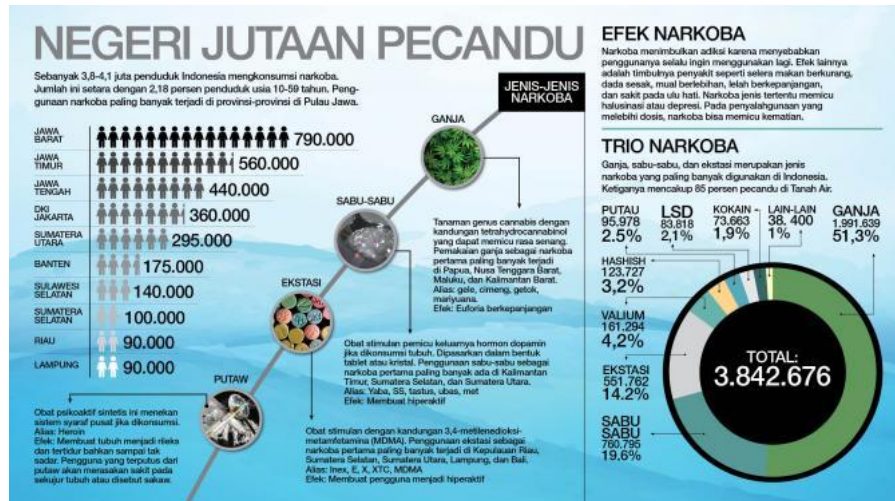 NEGERI JUTAAN PECANDU
Sebanyak 3,8-4,1 juta penduduk Indonesia mengkonsumsi narkoba.
Jumlah ini setara dengan 2,18 persen penduduk usia 10-59 tahun. Peng-
gunaan narkoba paling banyak terjadi di provinsi-provinsi di Pulau Jawa.
JAWA
BARAT
790.000
JAWA
TIMUR
560.000
JAWA
TENGAH
440.000
DKI
JAKARTA
360.000
SUMATERA
UTARA
295.000
BANTEN
175.000
SULAWESI
SELATAN
140.000
SUMATERA
SELATAN
100.000
RIAU
90.000
LAMPUNG
90.000
JENIS-JENIS
NARKOBA
GANJA
Tanaman genus cannabis dengan
kandungan tetrahydrocannabinol
yang dapat memicu rasa senang.
Pemakaian ganja sebagai narkoba
pertama paling banyak terjadi
di Papua, Nusa Tenggara Barat,
Maluku, dan Kalimantan Barat.
Alias: gele, cimeng, getok,
mariyuana.
Efek: Euforia berkepanjangan
SABU-SABU
Obat stimulan pemicu keluarnya hormon dopamin
jika dikonsumsi tubuh. Dipasarkan dalam bentuk
tablet atau kristal. Penggunaan sabu-sabu sebagai
narkoba pertama paling banyak ada di Kalimantan
Timur, Sumatera Selatan, dan Sumatera Utara.
Alias: Yaba, SS, tastus, ubas, met
Efek: Membuat hiperaktif
EKSTASI
Obat stimulan dengan kandungan 3,4-metilenedioksi-
metamfetamina (MDMA). Penggunaan ekstasi sebagai
narkoba pertama paling banyak terjadi di Kepulauan Riau,
Sumatera Selatan, Sumatera Utara, Lampung, dan Bali.
Alias: Inex, E, X, XTC, MDMA
Efek: Membuat pengguna menjadi hiperaktif
PUTAW
Obat psikoaktif sintetis ini menekan
sistem syaraf pusat jika dikonsumsi.
Alias: Heroin
Efek: Membuat tubuh menjadi rileks
dan tertidur bahkan sampai tak
sadar. Pengguna yang terputus dari
putaw akan merasakan sakit pada
sekujur tubuh atau disebut sakaw.
EFEK NARKOBA
Narkoba menimbulkan adiksi karena menyebabkan
penggunanya selalu ingin menggunakan lagi. Efek lainnya
adalah timbulnya penyakit seperti selera makan berkurang,
dada sesak, mual berlebihan, lelah berkepanjangan,
dan sakit pada ulu hati. Narkoba jenis tertentu memicu
halusinasi atau depresi. Pada penyalahgunaan yang
melebihi dosis, narkoba bisa memicu kematian.
TRIO NARKOBA
Ganja, sabu-sabu, dan ekstasi merupakan jenis
narkoba yang paling banyak digunakan di Indonesia.
Ketiganya mencakup 85 persen pecandu di Tanah Air.
PUTAU
95.978
2.5%
LSD
83,818
2,1%
KOKAIN
73.663
1,9%
LAIN-LAIN
38. 400
1%
GANJA
1.991.639
51,3%
HASHISH
123.727
3,2%
VALIUM
161.294
4,2%
EKSTASI
551.762
14.2%
SABU
SABU
760.795
19,6%
TOTAL:
3.842.676